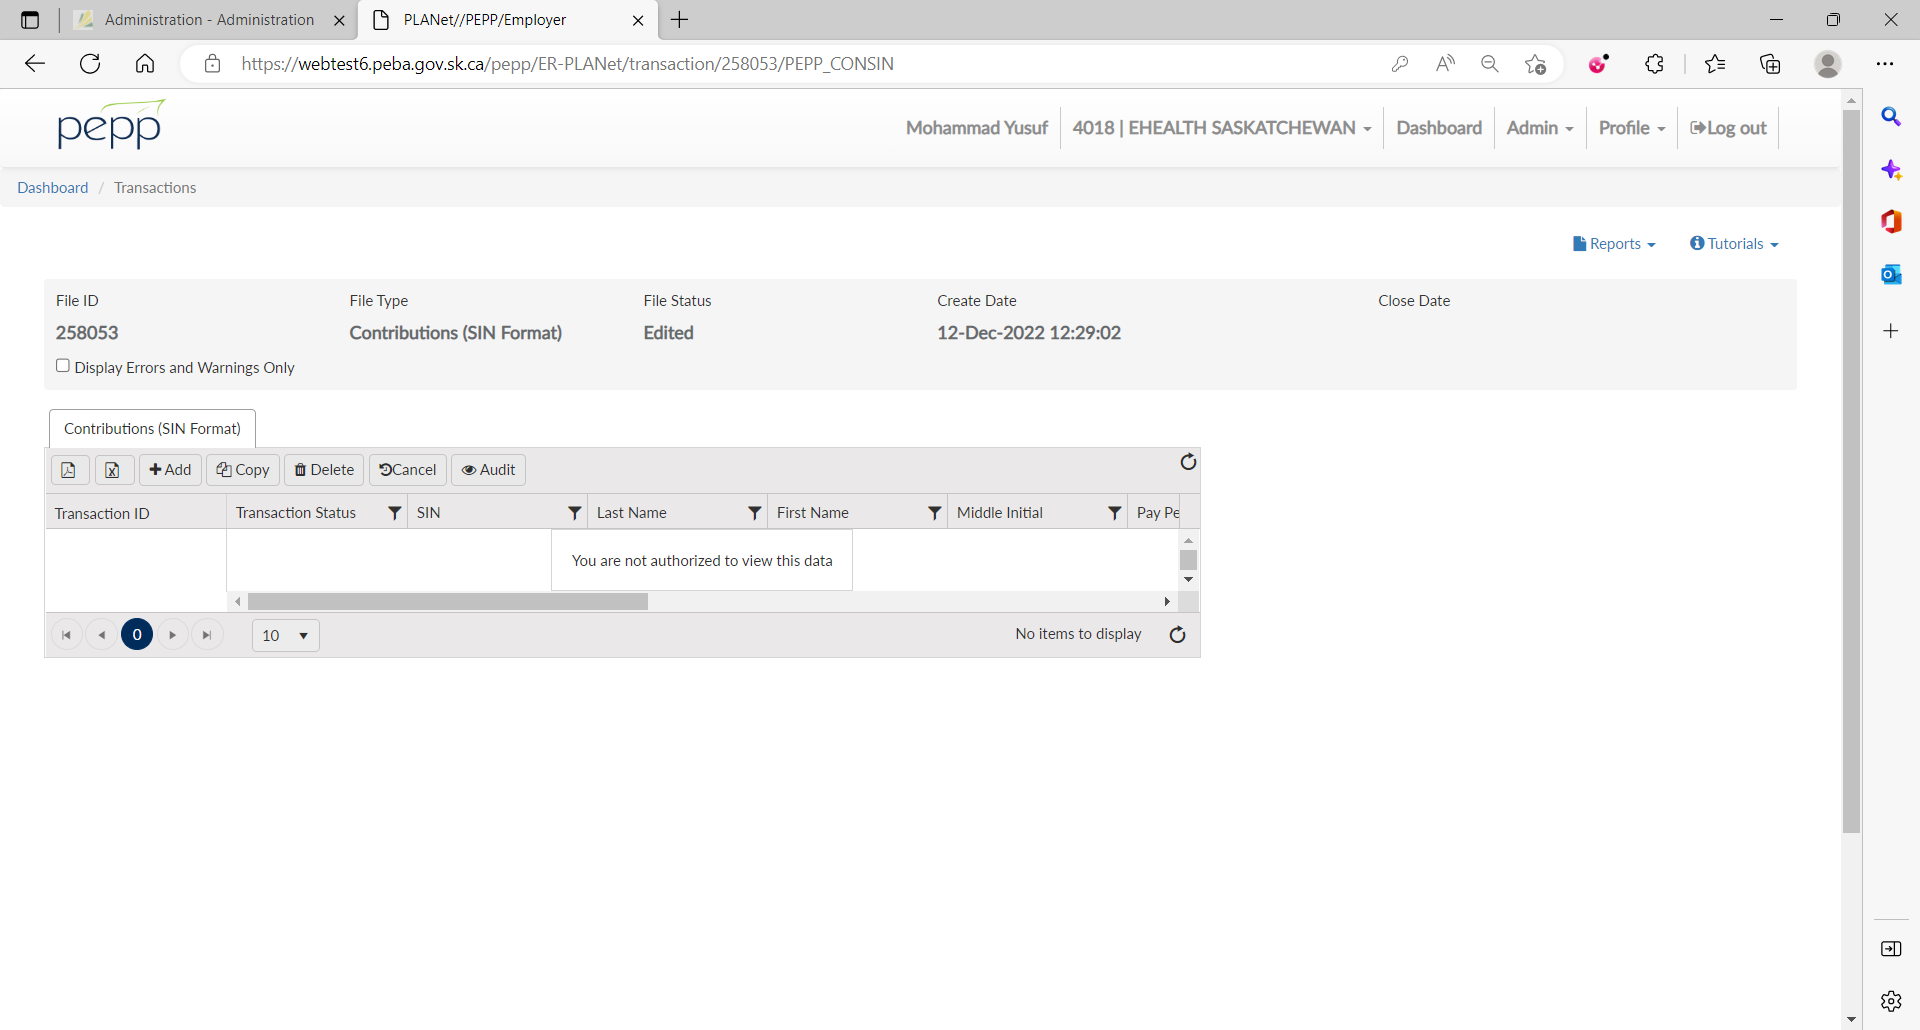 Administration - Administration
PLANet//PEPP/Employer
https://webtest6.peba.gov.sk.ca/pepp/ER-PLANet/transaction/258053/PEPP_CONSIN
pepp
Mohammad Yusuf
4018 | EHEALTH SASKATCHEWAN
Dashboard
Admin
Profile
Log out
Dashboard / Transactions
Reports
Tutorials
File ID
File Type
File Status
Create Date
Close Date
258053
Contributions (SIN Format)
Edited
12-Dec-2022 12:29:02
Display Errors and Warnings Only
Contributions (SIN Format)
Add
Copy
Delete
Cancel
Audit
Transaction ID
Transaction Status
SIN
Last Name
First Name
Middle Initial
Pay Pe
You are not authorized to view this data
0
10
No items to display